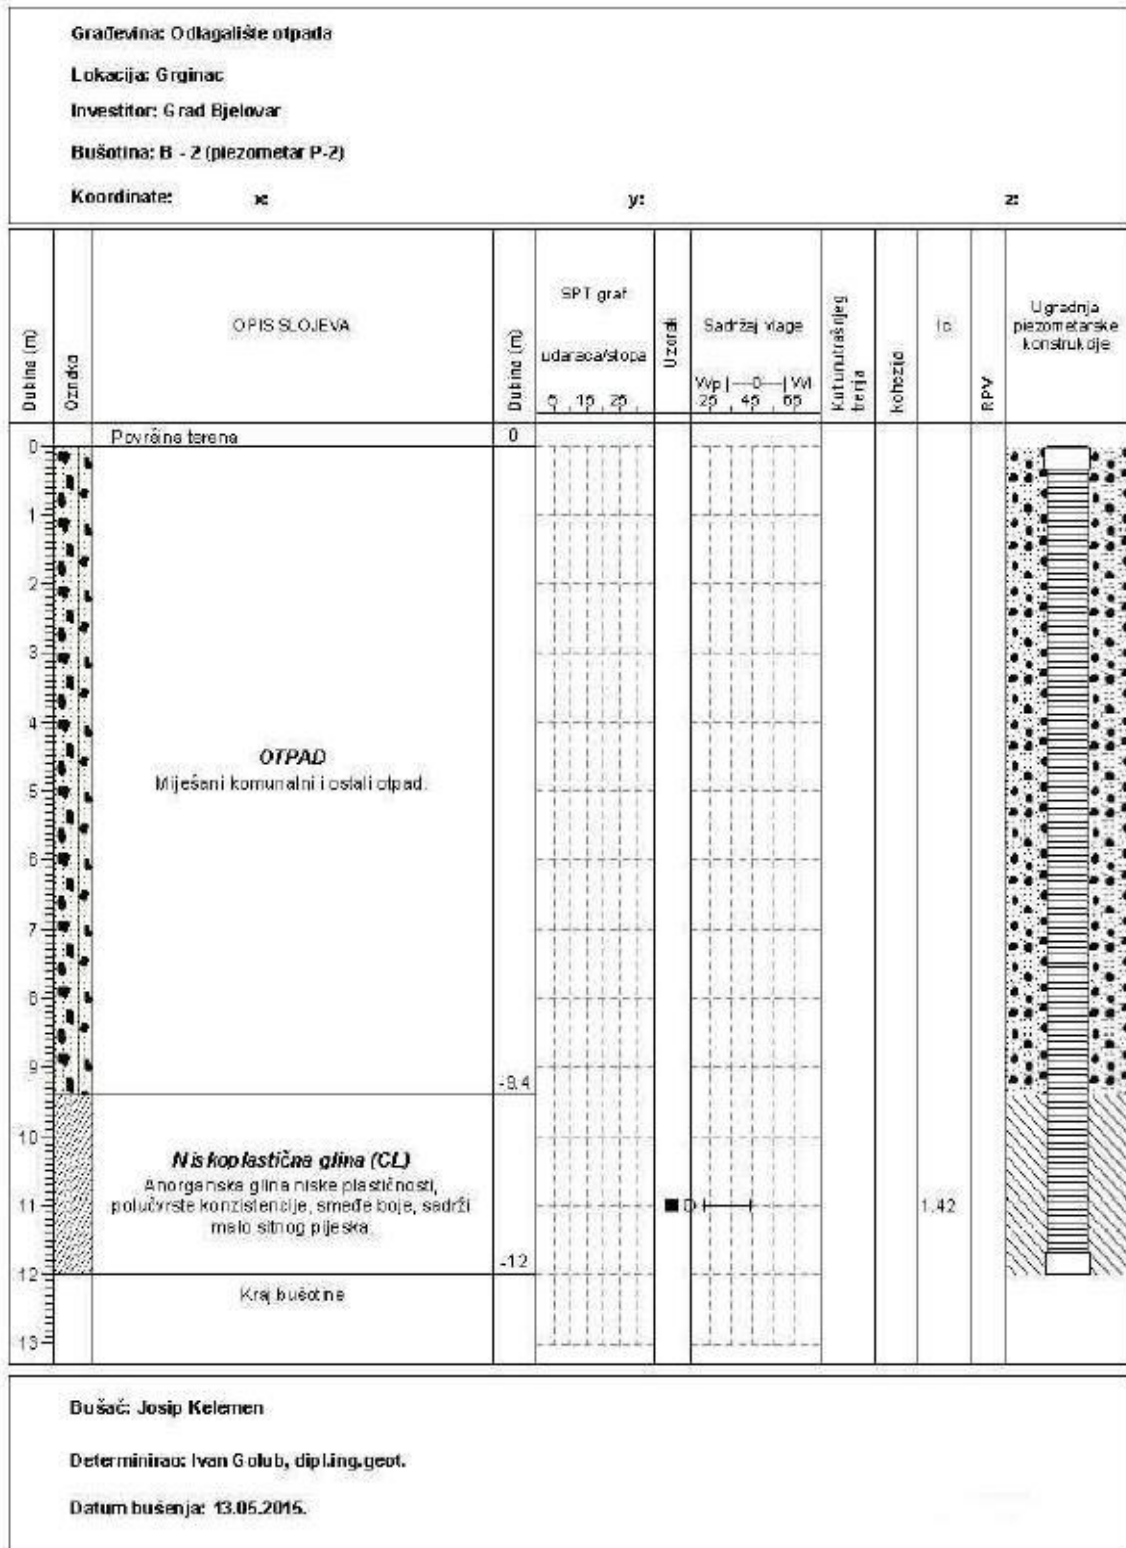 Građevina: Odlagalište otpada
Lokacija: Grginac
Investitor: Grad Bjelovar
Bušotina: B - 2 (piezometar P-2)
Koordinate: x: y: z:
Dubina (m)
Oznaka
OPIS SLOJEVA
Dubina (m)
SPT graf
udaraca/stopa
5 15 25
Uzorak
Sadržaj vlage
Wp |---O---| Wl
25 45 65
Kut unutrašnjeg
trenja
Kohezija
Ic
RPV
Ugradnja
piezometarske
konstrukcije
Površina terena
0
0
1
2
3
4
OTPAD
Miješani komunalni i ostali otpad.
5
6
7
8
9
-9.4
10
Niskoplastična glina (CL)
Anorganska glina niske plastičnosti,
polučvrste konzistencije, smeđe boje, sadrži
malo sitnog pijeska.
11
1.42
-12
12
Kraj bušotine
13
Bušač: Josip Kelemen
Determinirao: Ivan Golub, dipl.ing.geot.
Datum bušenja: 13.05.2015.